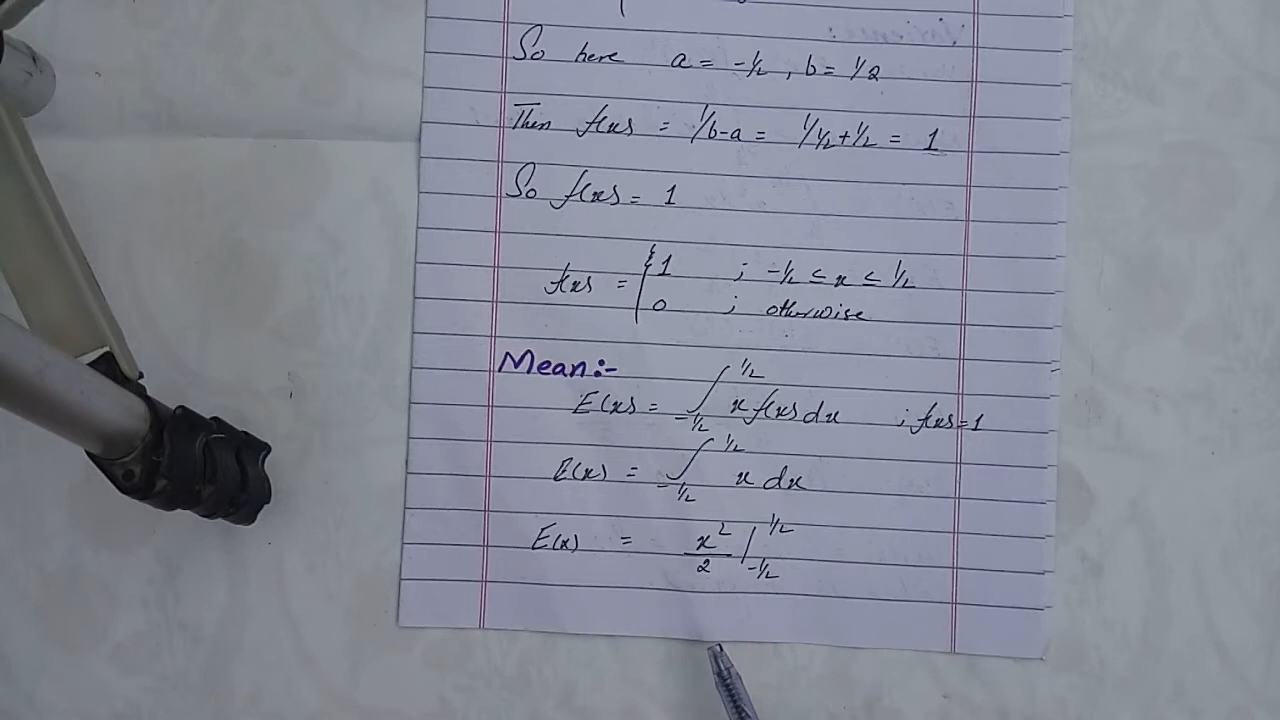 So here a = -1/2, b = 1/2
Then f(x) = 1/b-a = 1/1/2+1/2 = 1
So f(x) = 1
f(x) = { 1 ; -1/2 ≤ x ≤ 1/2
0 ; otherwise
Mean:-
E(x) = ∫_{-1/2}^{1/2} x f(x) dx ; f(x)=1
E(x) = ∫_{-1/2}^{1/2} x dx
E(x) = x²/2 |_{-1/2}^{1/2}